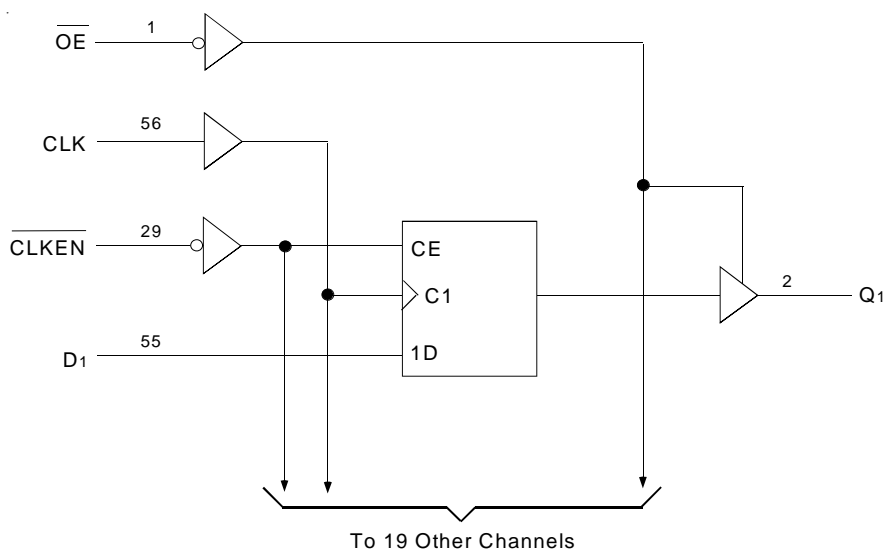 OE
1
CLK
56
CLKEN
29
CE
C1
2
Q1
D1
55
1D
To 19 Other Channels